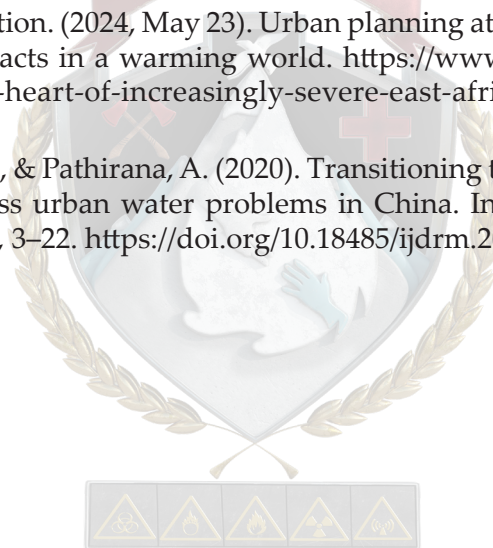 tion. (2024, May 23). Urban planning at
acts in a warming world. https://www
-heart-of-increasingly-severe-east-afri
, & Pathirana, A. (2020). Transitioning t
ss urban water problems in China. In
, 3–22. https://doi.org/10.18485/ijdrm.20